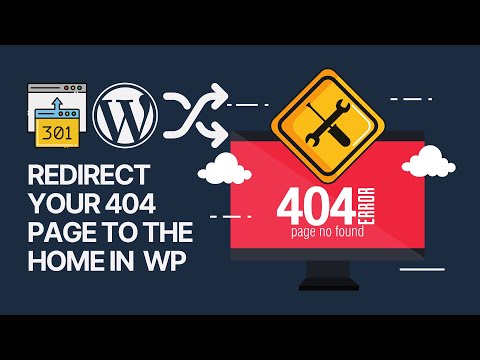 301
REDIRECT
YOUR 404
PAGE TO THE
HOME IN WP
404
ERROR
page no found